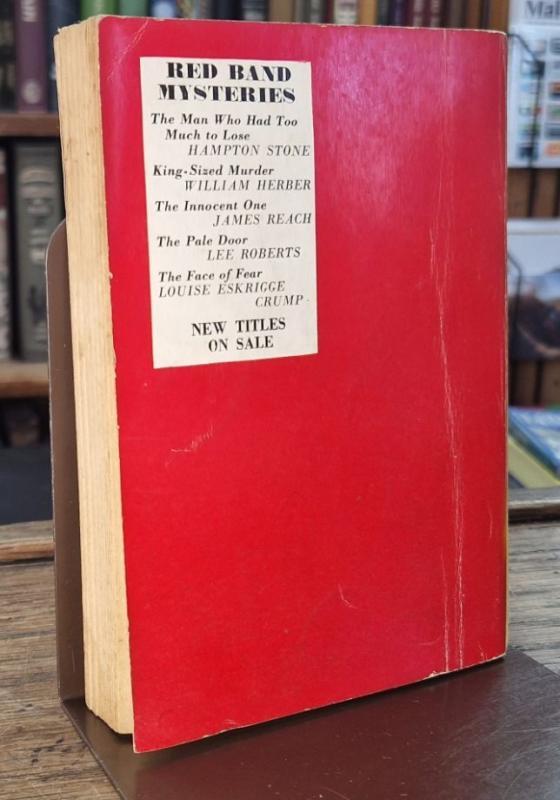 RED BAND
MYSTERIES
The Man Who Had Too
Much to Lose
HAMPTON STONE
King-Sized Murder
WILLIAM HERBER
The Innocent One
JAMES REACH
The Pale Door
LEE ROBERTS
The Face of Fear
LOUISE ESKRIGGE
CRUMP
NEW TITLES
ON SALE